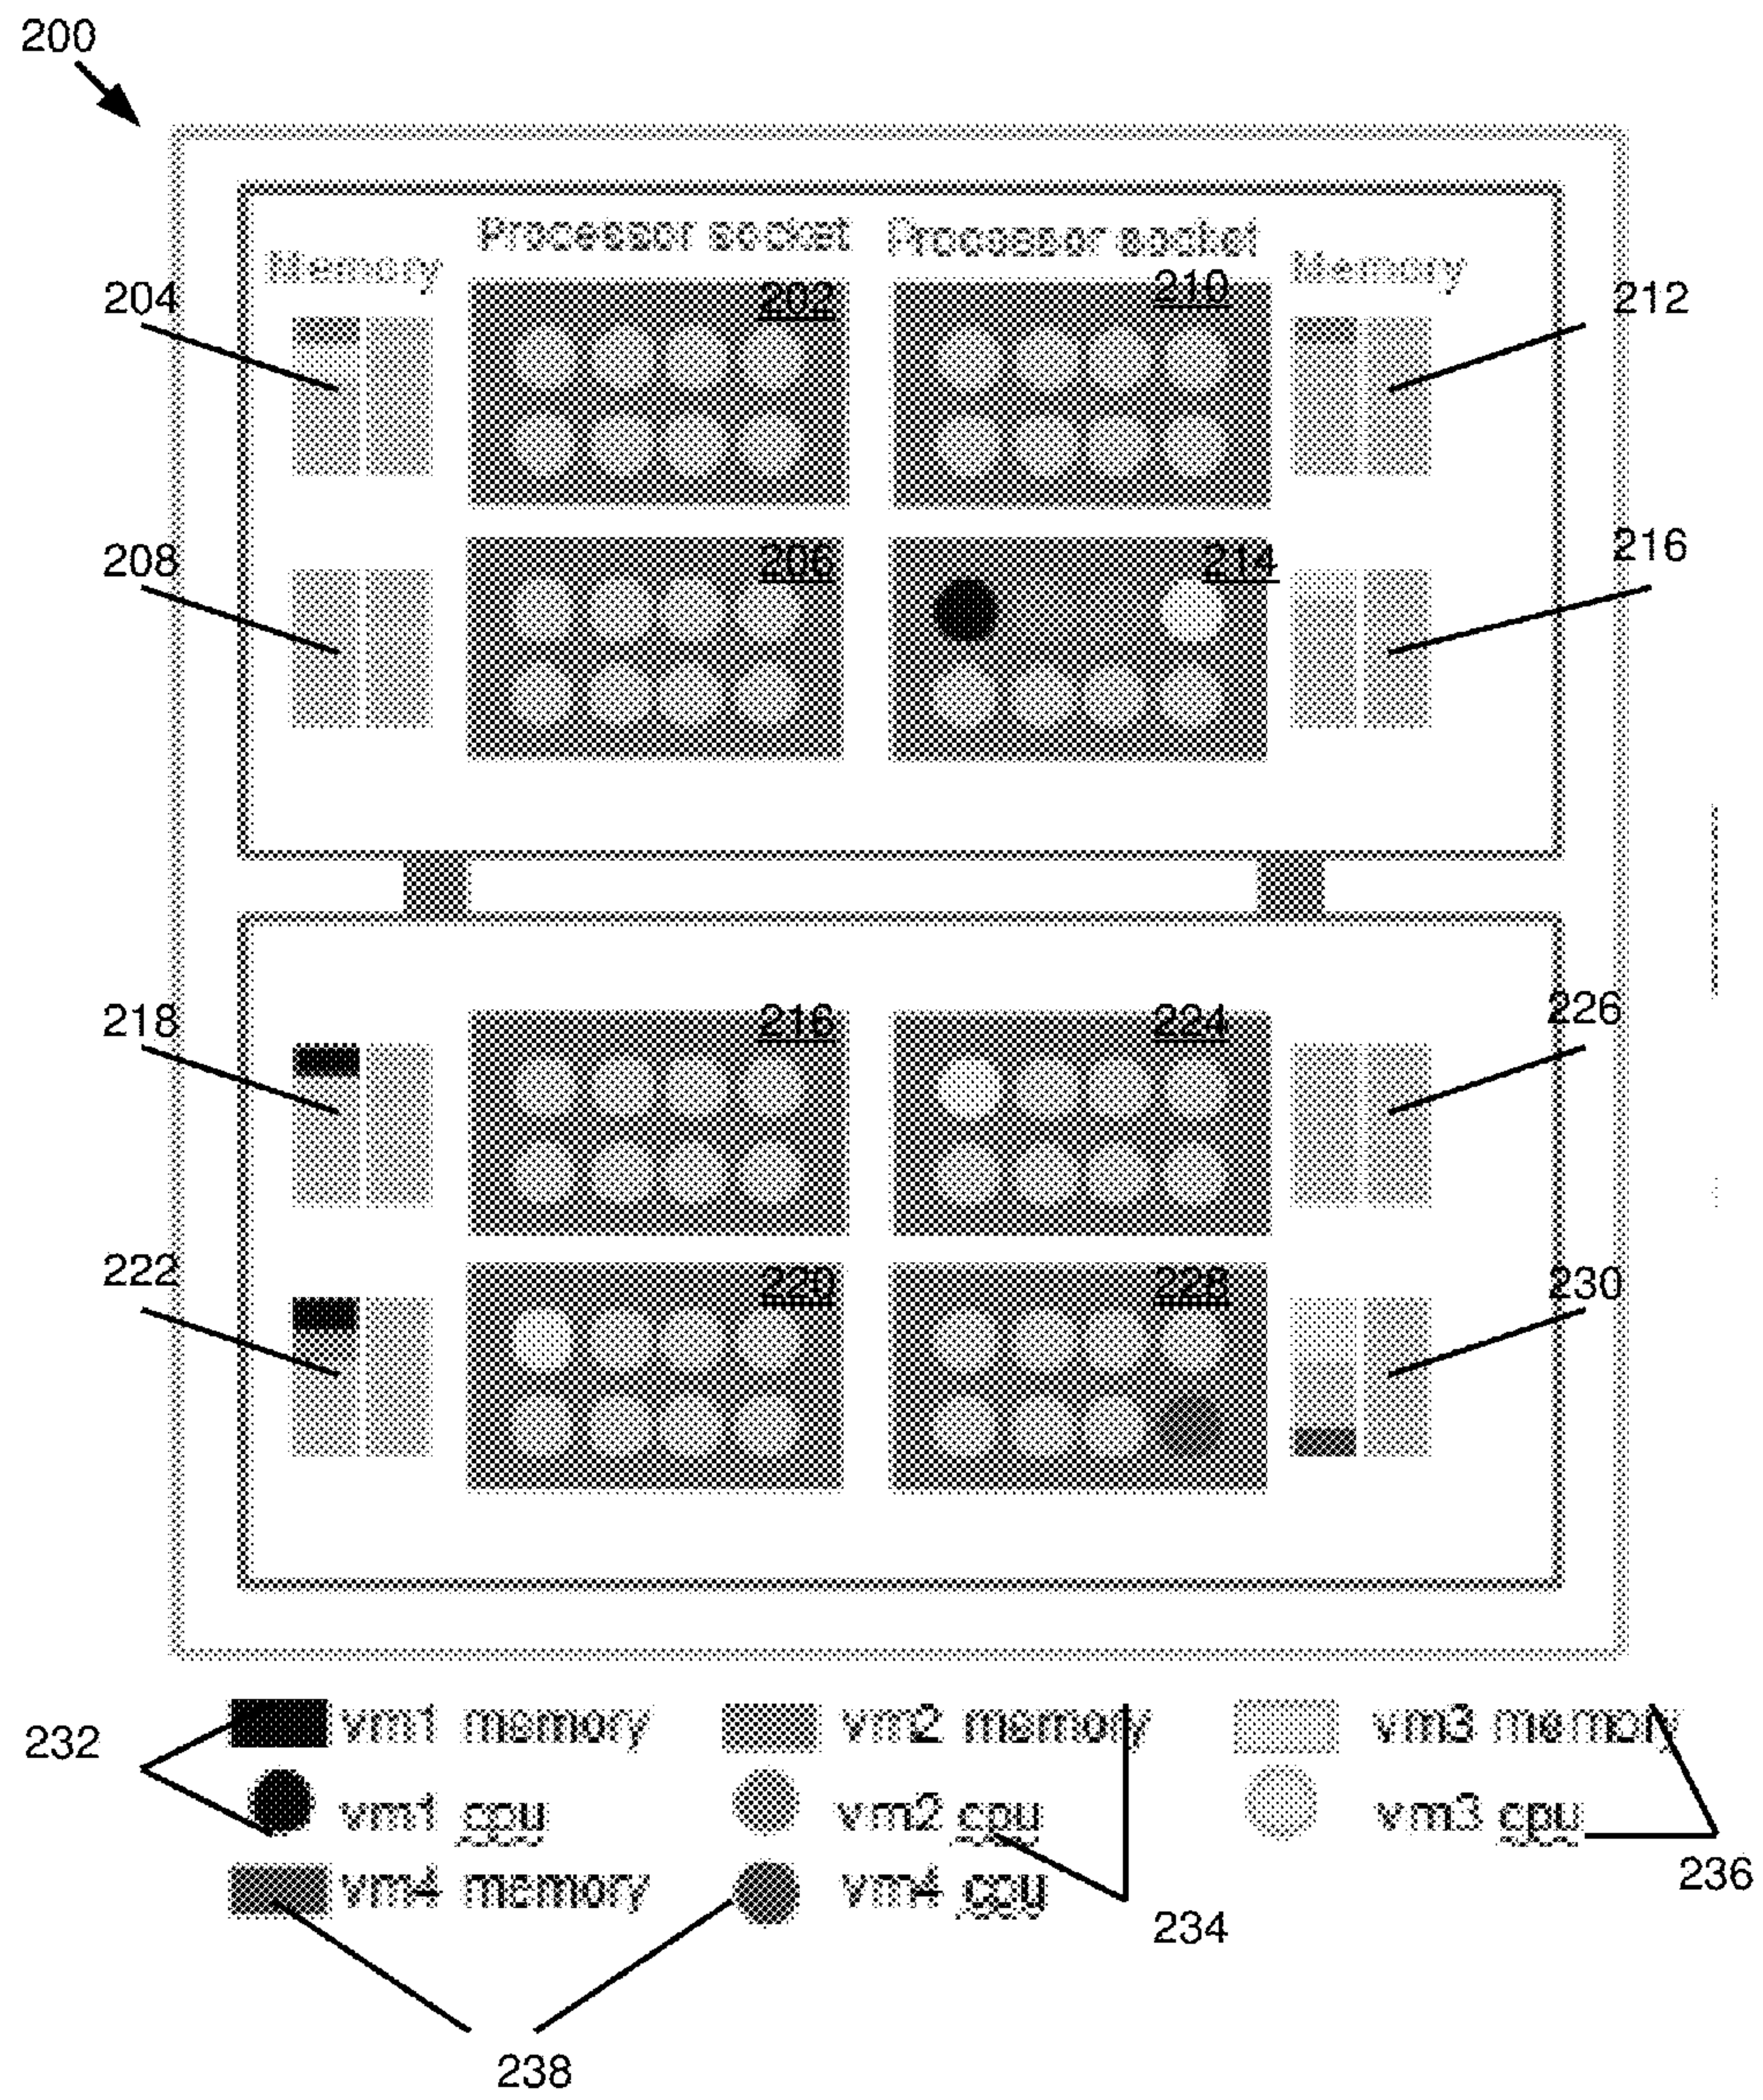 200
Processor socket Processor socket
Memory Memory
204 202 210 212
208 206 214 216
218 216 224 226
222 220 228 230
232 vm1 memory vm2 memory vm3 memory
vm1 cpu vm2 cpu vm3 cpu
236
vm4 memory vm4 cpu
234
238